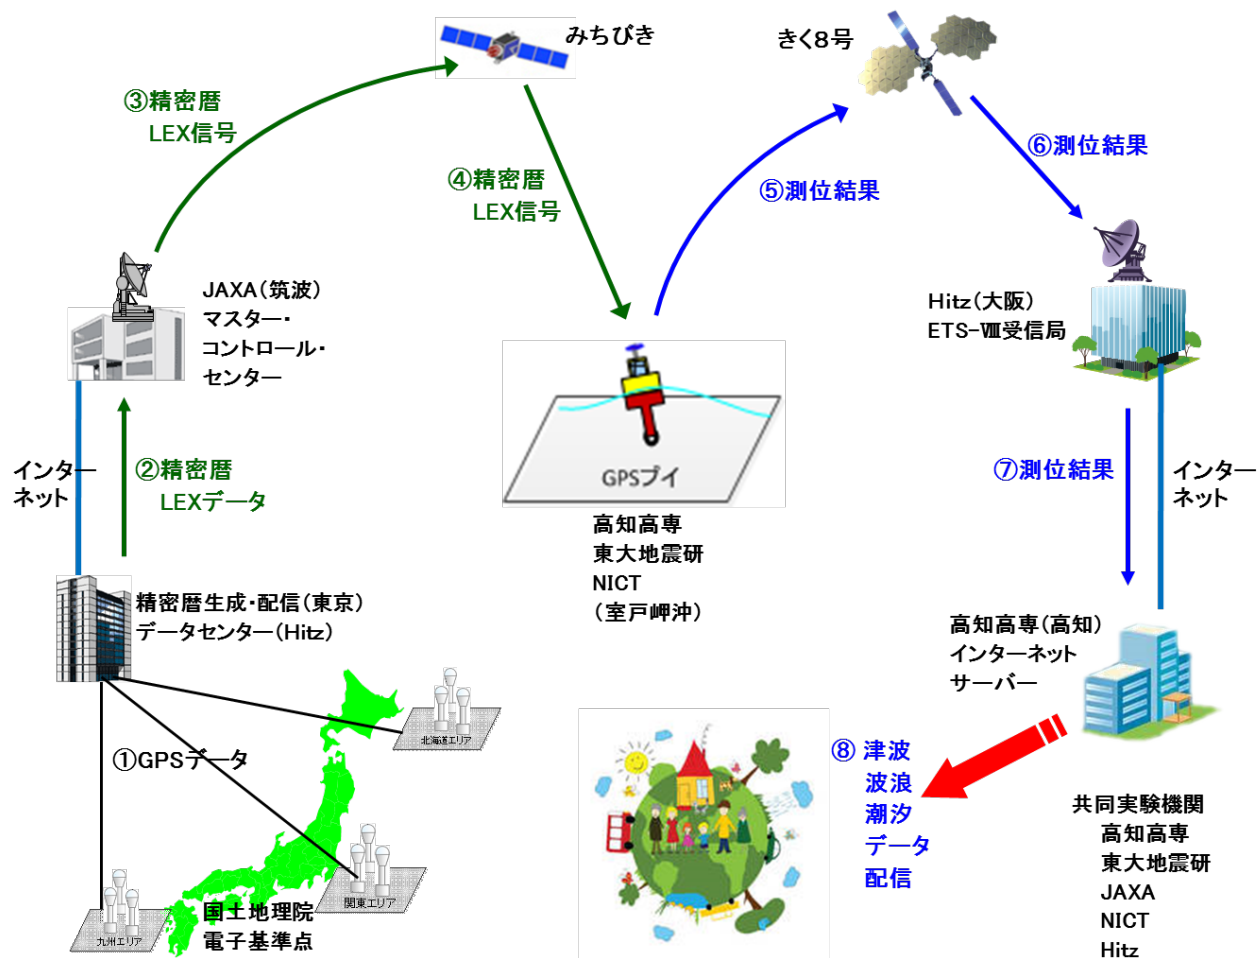 みちびき
きく8号
③精密暦
LEX信号
④精密暦
LEX信号
⑤測位結果
⑥測位結果
JAXA(筑波)
マスター・
コントロール・
センター
Hitz(大阪)
ETS-Ⅷ受信局
インター
ネット
②精密暦
LEXデータ
GPSブイ
⑦測位結果
インター
ネット
高知高専
東大地震研
NICT
(室戸岬沖)
精密暦生成・配信(東京)
データセンター(Hitz)
高知高専(高知)
インターネット
サーバー
①GPSデータ
北海道エリア
関東エリア
九州エリア
国土地理院
電子基準点
⑧津波
波浪
潮汐
データ
配信
共同実験機関
高知高専
東大地震研
JAXA
NICT
Hitz